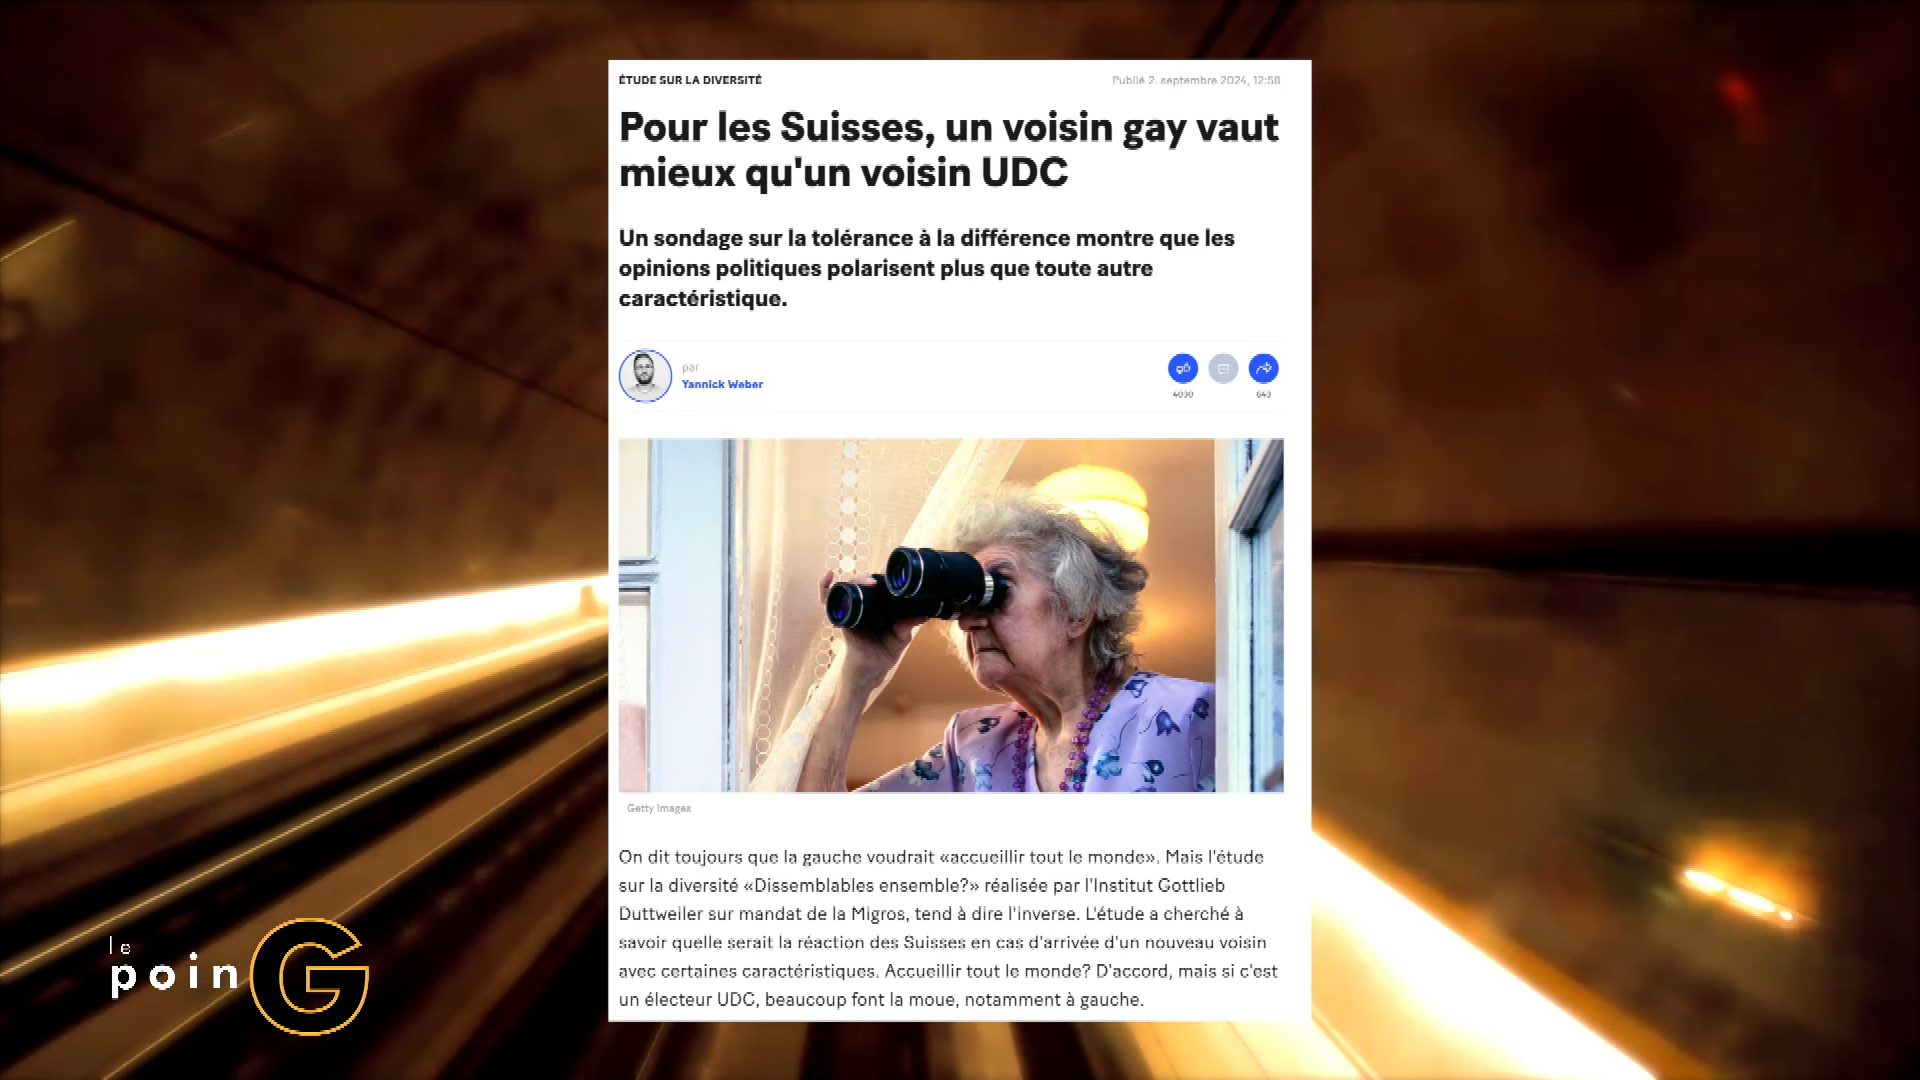 ÉTUDE SUR LA DIVERSITÉ
Publié 2. septembre 2024, 12:58
Pour les Suisses, un voisin gay vaut
mieux qu'un voisin UDC
Un sondage sur la tolérance à la différence montre que les
opinions politiques polarisent plus que toute autre
caractéristique.
par
Yannick Weber
Getty Images
On dit toujours que la gauche voudrait «accueillir tout le monde». Mais l'étude
sur la diversité «Dissemblables ensemble?» réalisée par l'Institut Gottlieb
Duttweiler sur mandat de la Migros, tend à dire l'inverse. L'étude a cherché à
savoir quelle serait la réaction des Suisses en cas d'arrivée d'un nouveau voisin
avec certaines caractéristiques. Accueillir tout le monde? D'accord, mais si c'est
un électeur UDC, beaucoup font la moue, notamment à gauche.
le
poin G